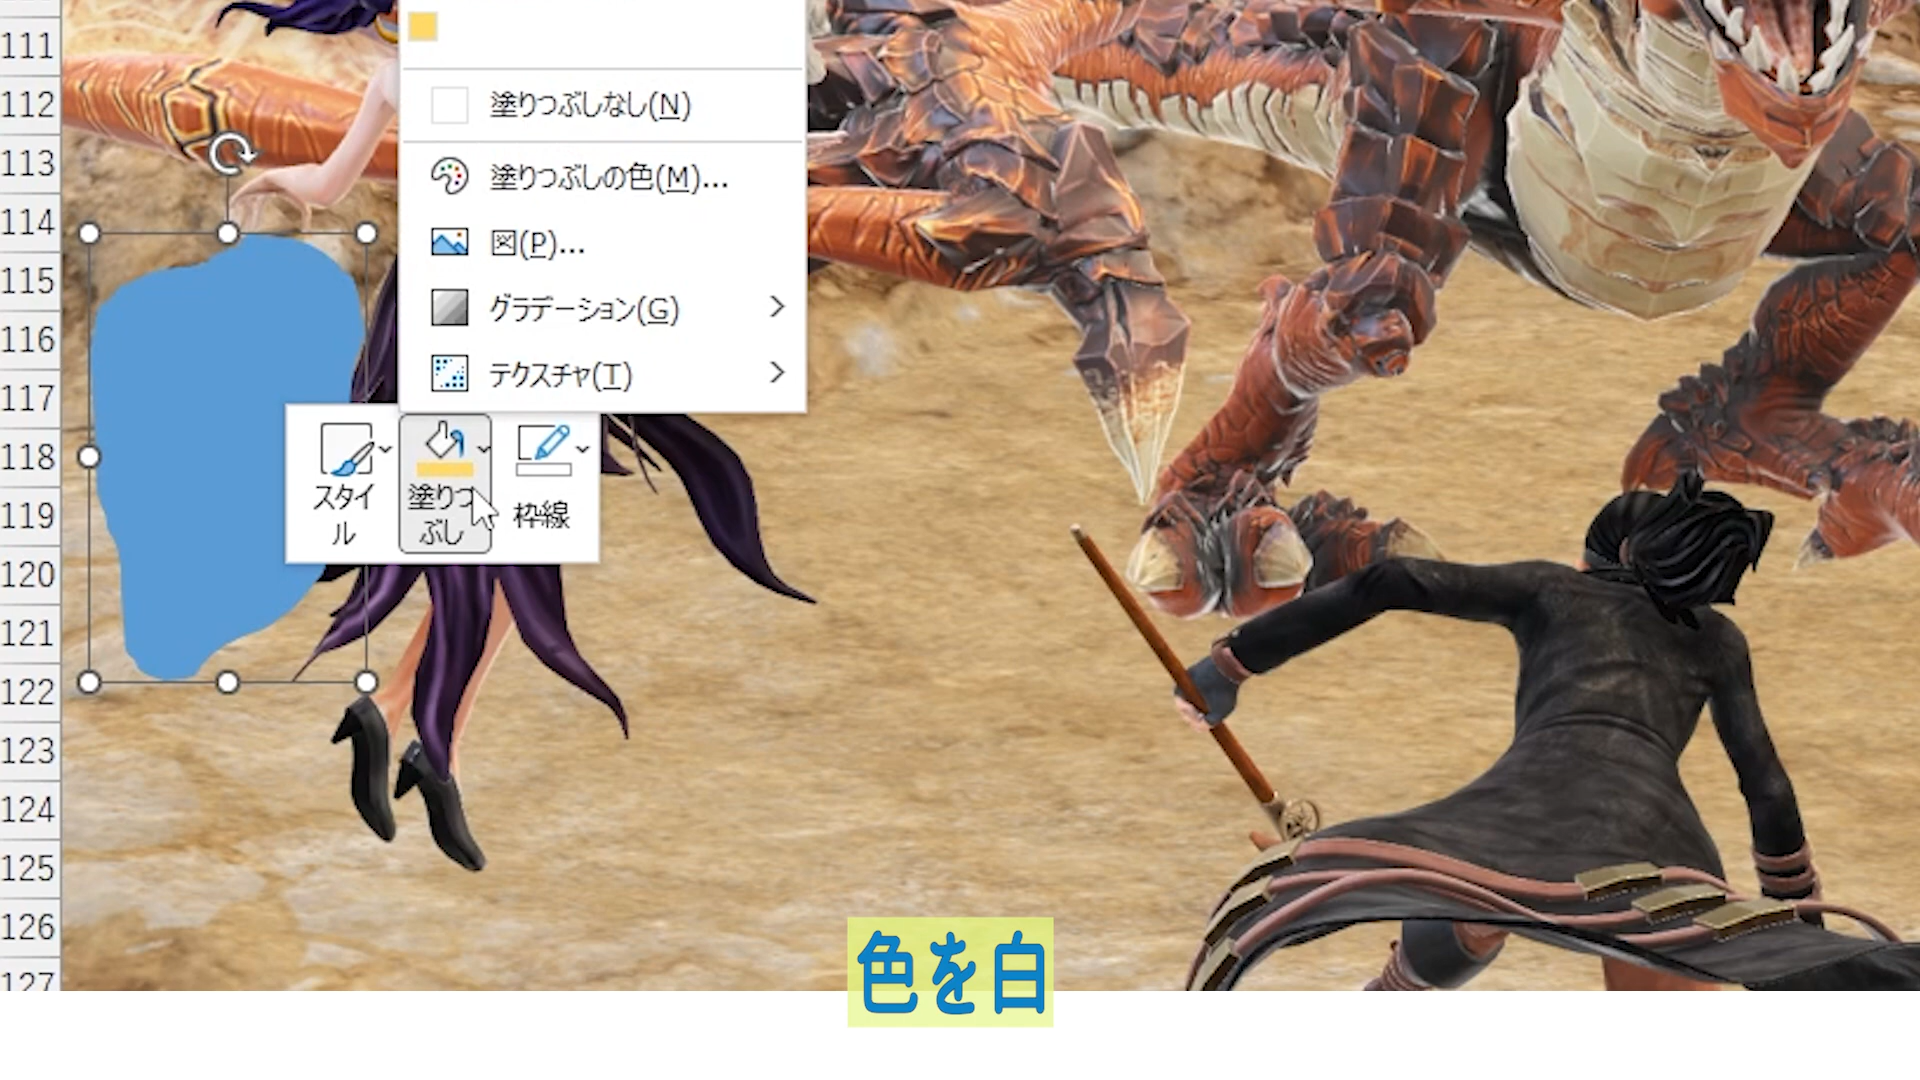 111
112
113
114
115
116
117
118
119
120
121
122
123
124
125
126
127
塗りつぶしなし(N)
塗りつぶしの色(M)...
図(P)...
グラデーション(G)
テクスチャ(T)
スタイ
ル
塗りつ
ぶし
枠線
色を白